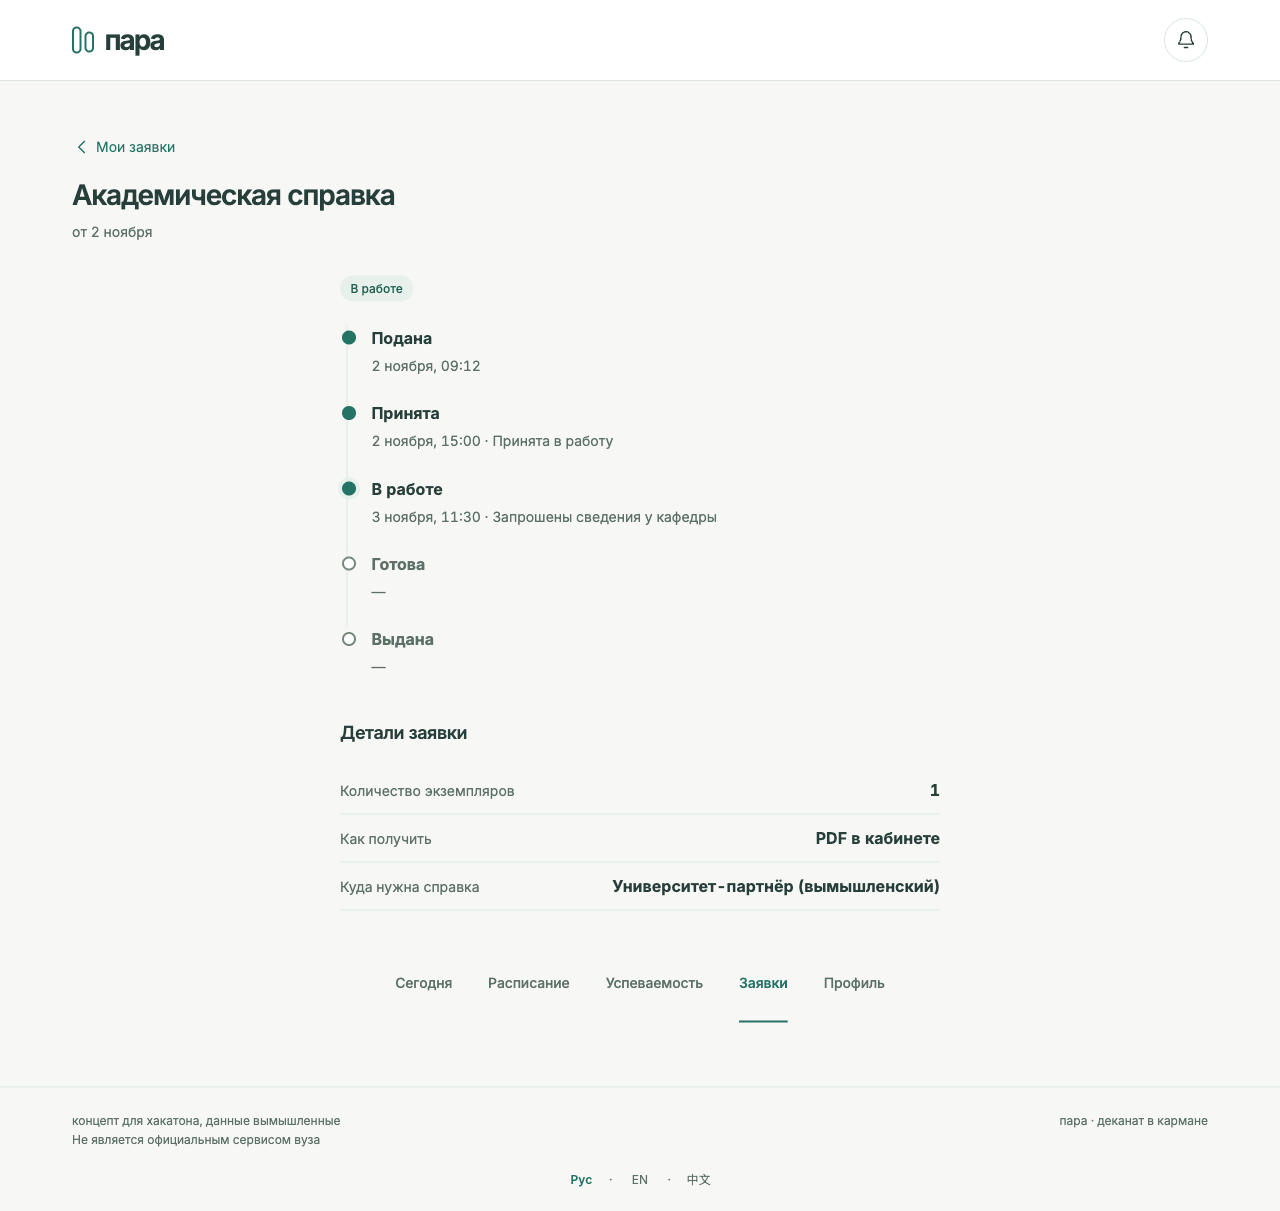 пара
Мои заявки
Академическая справка
от 2 ноября
В работе
Подана
2 ноября, 09:12
Принята
2 ноября, 15:00 · Принята в работу
В работе
3 ноября, 11:30 · Запрошены сведения у кафедры
Готова
—
Выдана
—
Детали заявки
Количество экземпляров 1
Как получить PDF в кабинете
Куда нужна справка Университет-партнёр (вымышленский)
Сегодня Расписание Успеваемость Заявки Профиль
концепт для хакатона, данные вымышленные пара · деканат в кармане
Не является официальным сервисом вуза
Рус · EN · 中文